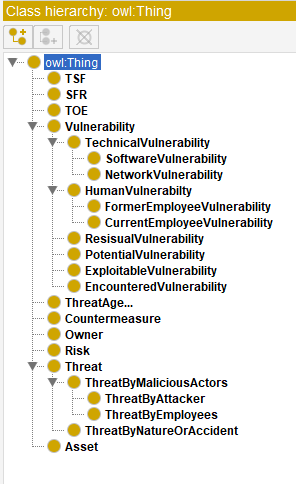 Class hierarchy: owl:Thing
owl:Thing
TSF
SFR
TOE
Vulnerability
TechnicalVulnerability
SoftwareVulnerability
NetworkVulnerability
HumanVulnerabilty
FormerEmployeeVulnerability
CurrentEmployeeVulnerability
ResisualVulnerability
PotentialVulnerability
ExploitableVulnerability
EncounteredVulnerability
ThreatAge...
Countermeasure
Owner
Risk
Threat
ThreatByMaliciousActors
ThreatByAttacker
ThreatByEmployees
ThreatByNatureOrAccident
Asset